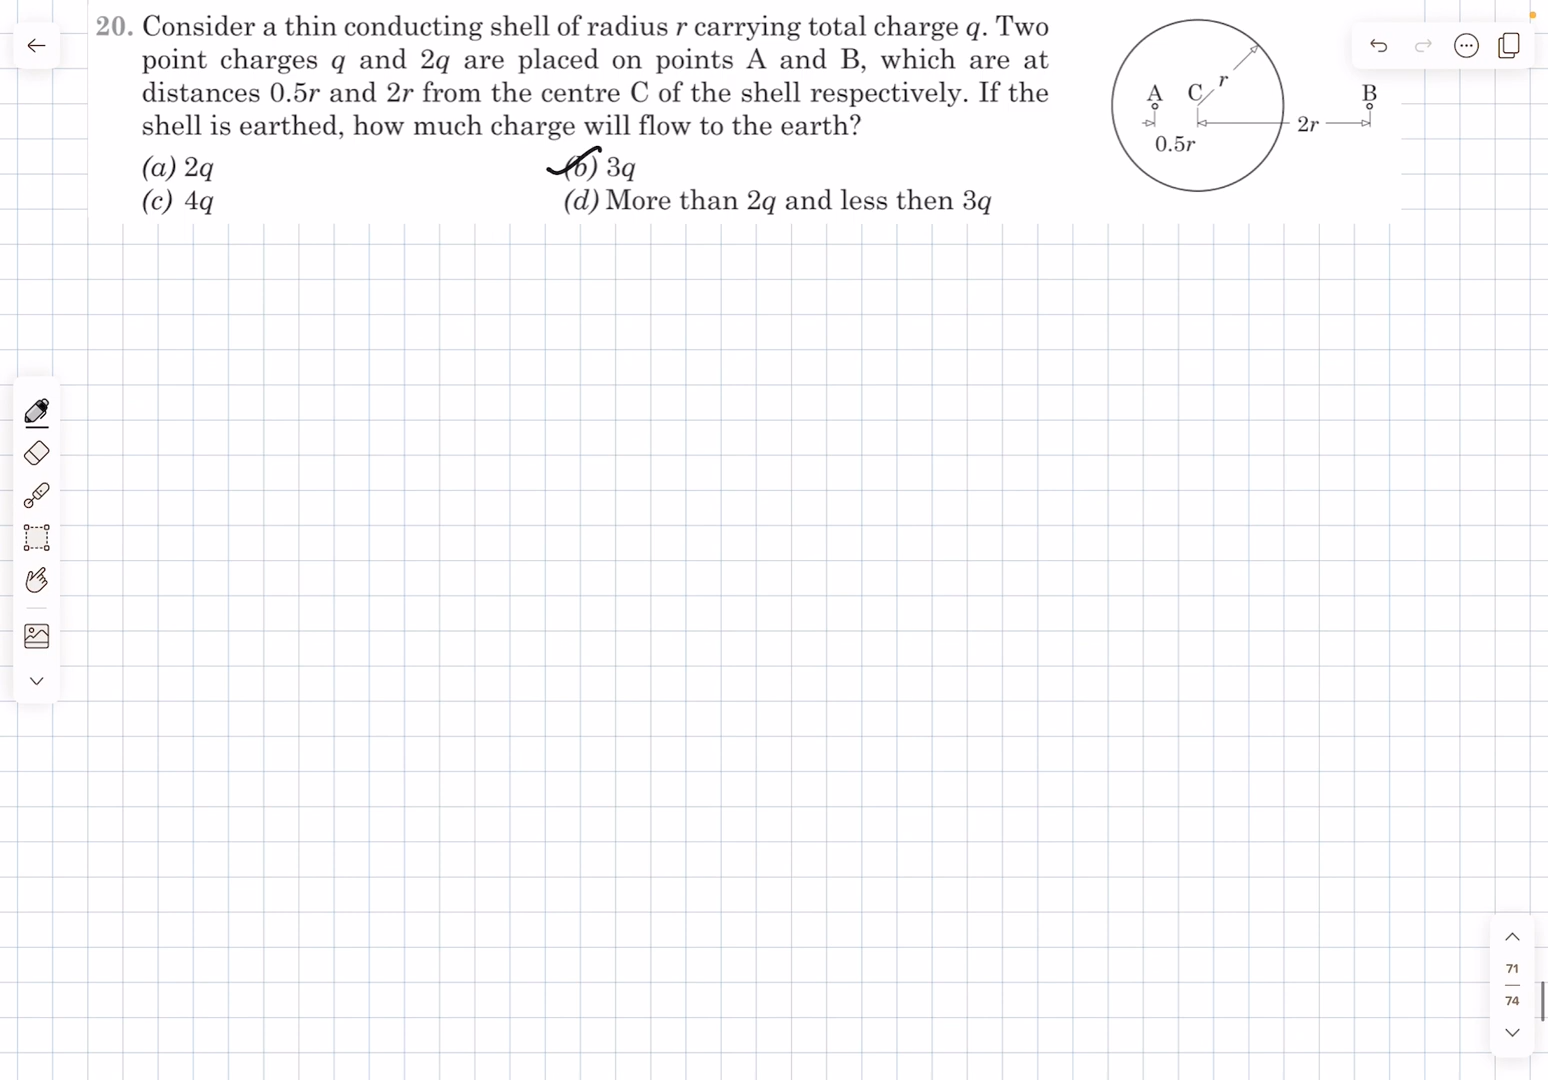 20. Consider a thin conducting shell of radius r carrying total charge q. Two
point charges q and 2q are placed on points A and B, which are at
distances 0.5r and 2r from the centre C of the shell respectively. If the
shell is earthed, how much charge will flow to the earth?
(a) 2q (b) 3q
(c) 4q (d) More than 2q and less then 3q
A C r B
2r
0.5r
71
74